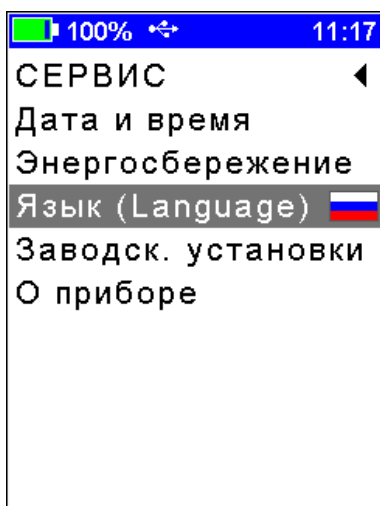 100% 11:17
СЕРВИС
Дата и время
Энергосбережение
Язык (Language)
Заводск. установки
О приборе